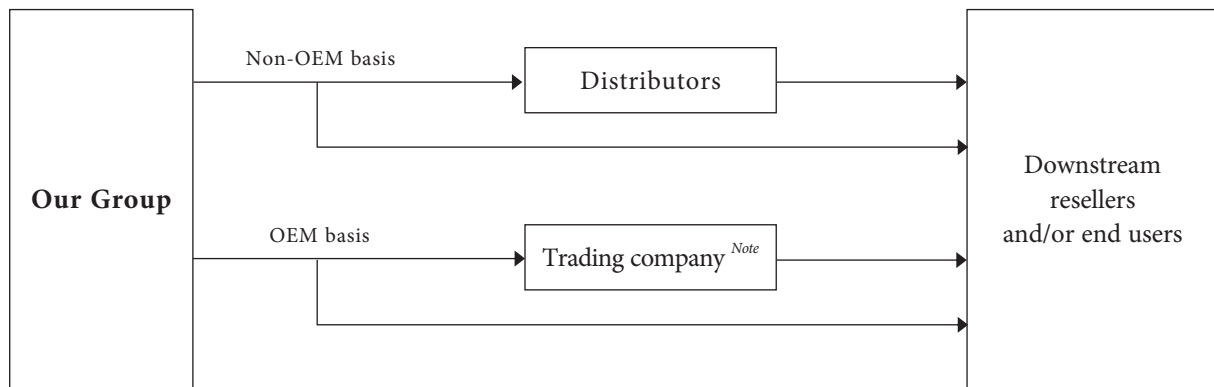 Non-OEM basis
Distributors
Our Group
Downstream
resellers
and/or end users
OEM basis
Trading company Note